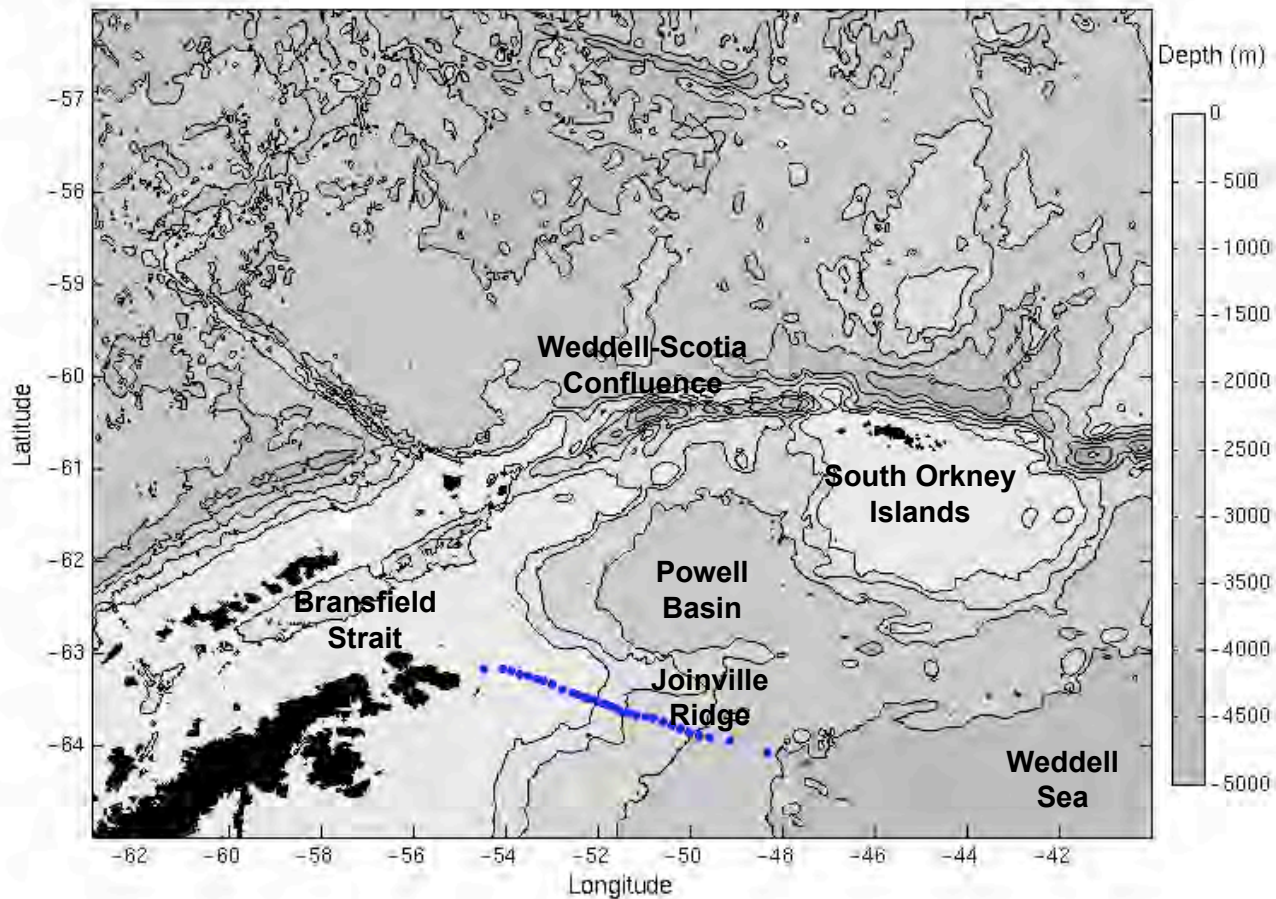 Depth (m)
0
-500
-1000
-1500
-2000
-2500
-3000
-3500
-4000
-4500
-5000
-57
-58
-59
-60
-61
-62
-63
-64
Latitude
Weddell-Scotia
Confluence
South Orkney
Islands
Powell
Basin
Bransfield
Strait
Joinville
Ridge
Weddell
Sea
-62
-60
-58
-56
-54
-52
-50
-48
-46
-44
-42
Longitude